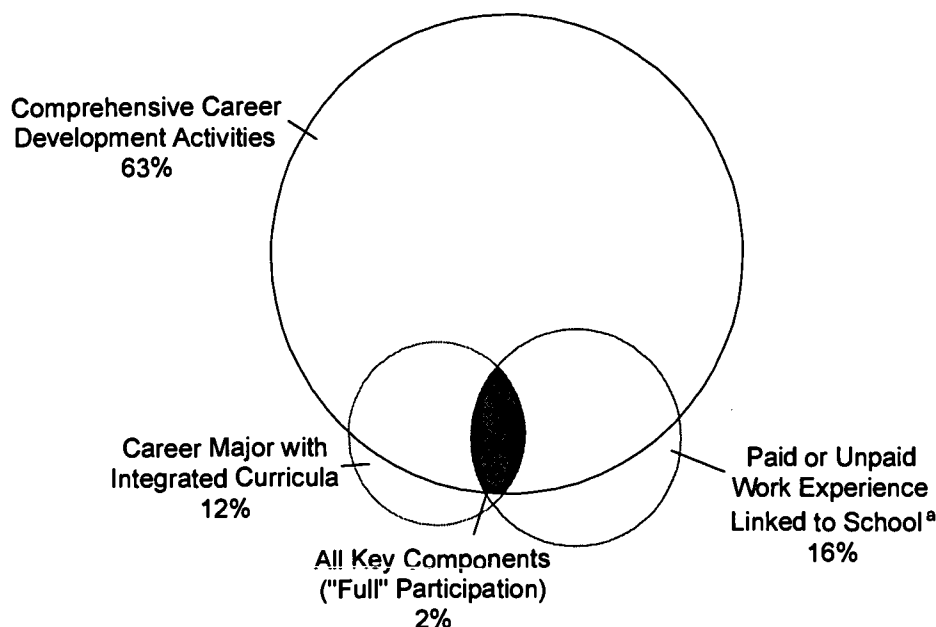 Comprehensive Career
Development Activities
63%
Career Major with
Integrated Curricula
12%
Paid or Unpaid
Work Experience
Linked to School a
16%
All Key Components
("Full" Participation)
2%